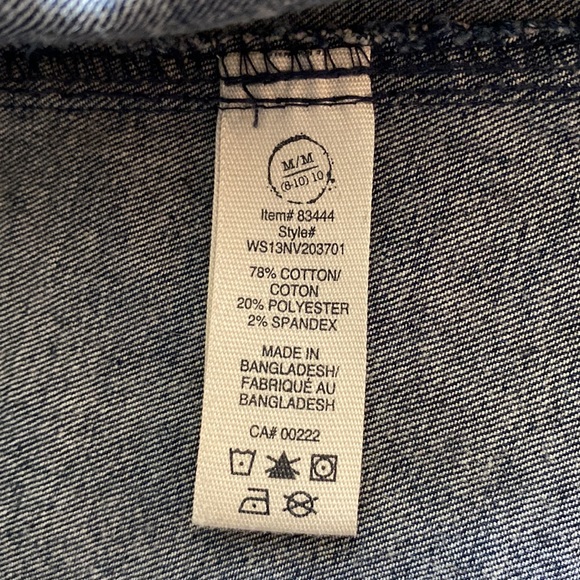 M/M
(8-10) 10
Item# 83444
Style#
WS13NV203701
78% COTTON/
COTON
20% POLYESTER
2% SPANDEX
MADE IN
BANGLADESH/
FABRIQUÉ AU
BANGLADESH
CA# 00222